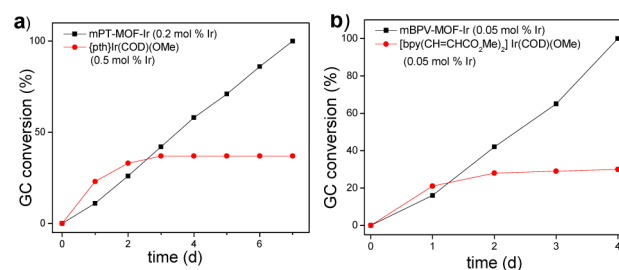 a)
mPT-MOF-Ir (0.2 mol % Ir)
{pth}Ir(COD)(OMe)
(0.5 mol % Ir)
GC conversion (%)
100
50
0
0 2 4 6
time (d)
b)
mBPV-MOF-Ir (0.05 mol % Ir)
[bpy(CH=CHCO₂Me)₂] Ir(COD)(OMe)
(0.05 mol % Ir)
GC conversion (%)
100
80
60
40
20
0
0 1 2 3 4
time (d)